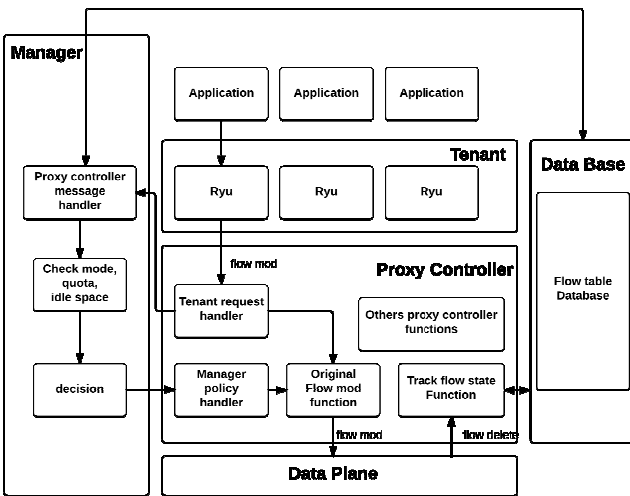 Manager
Application
Application
Application
Tenant
Data Base
Proxy controller
message
handler
Ryu
Ryu
Ryu
flow mod
Proxy Controller
Check mode,
quota,
idle space
Tenant request
handler
Others proxy controller
functions
Flow table
Database
decision
Manager
policy
handler
Original
Flow mod
function
Track flow state
Function
flow mod
flow delete
Data Plane